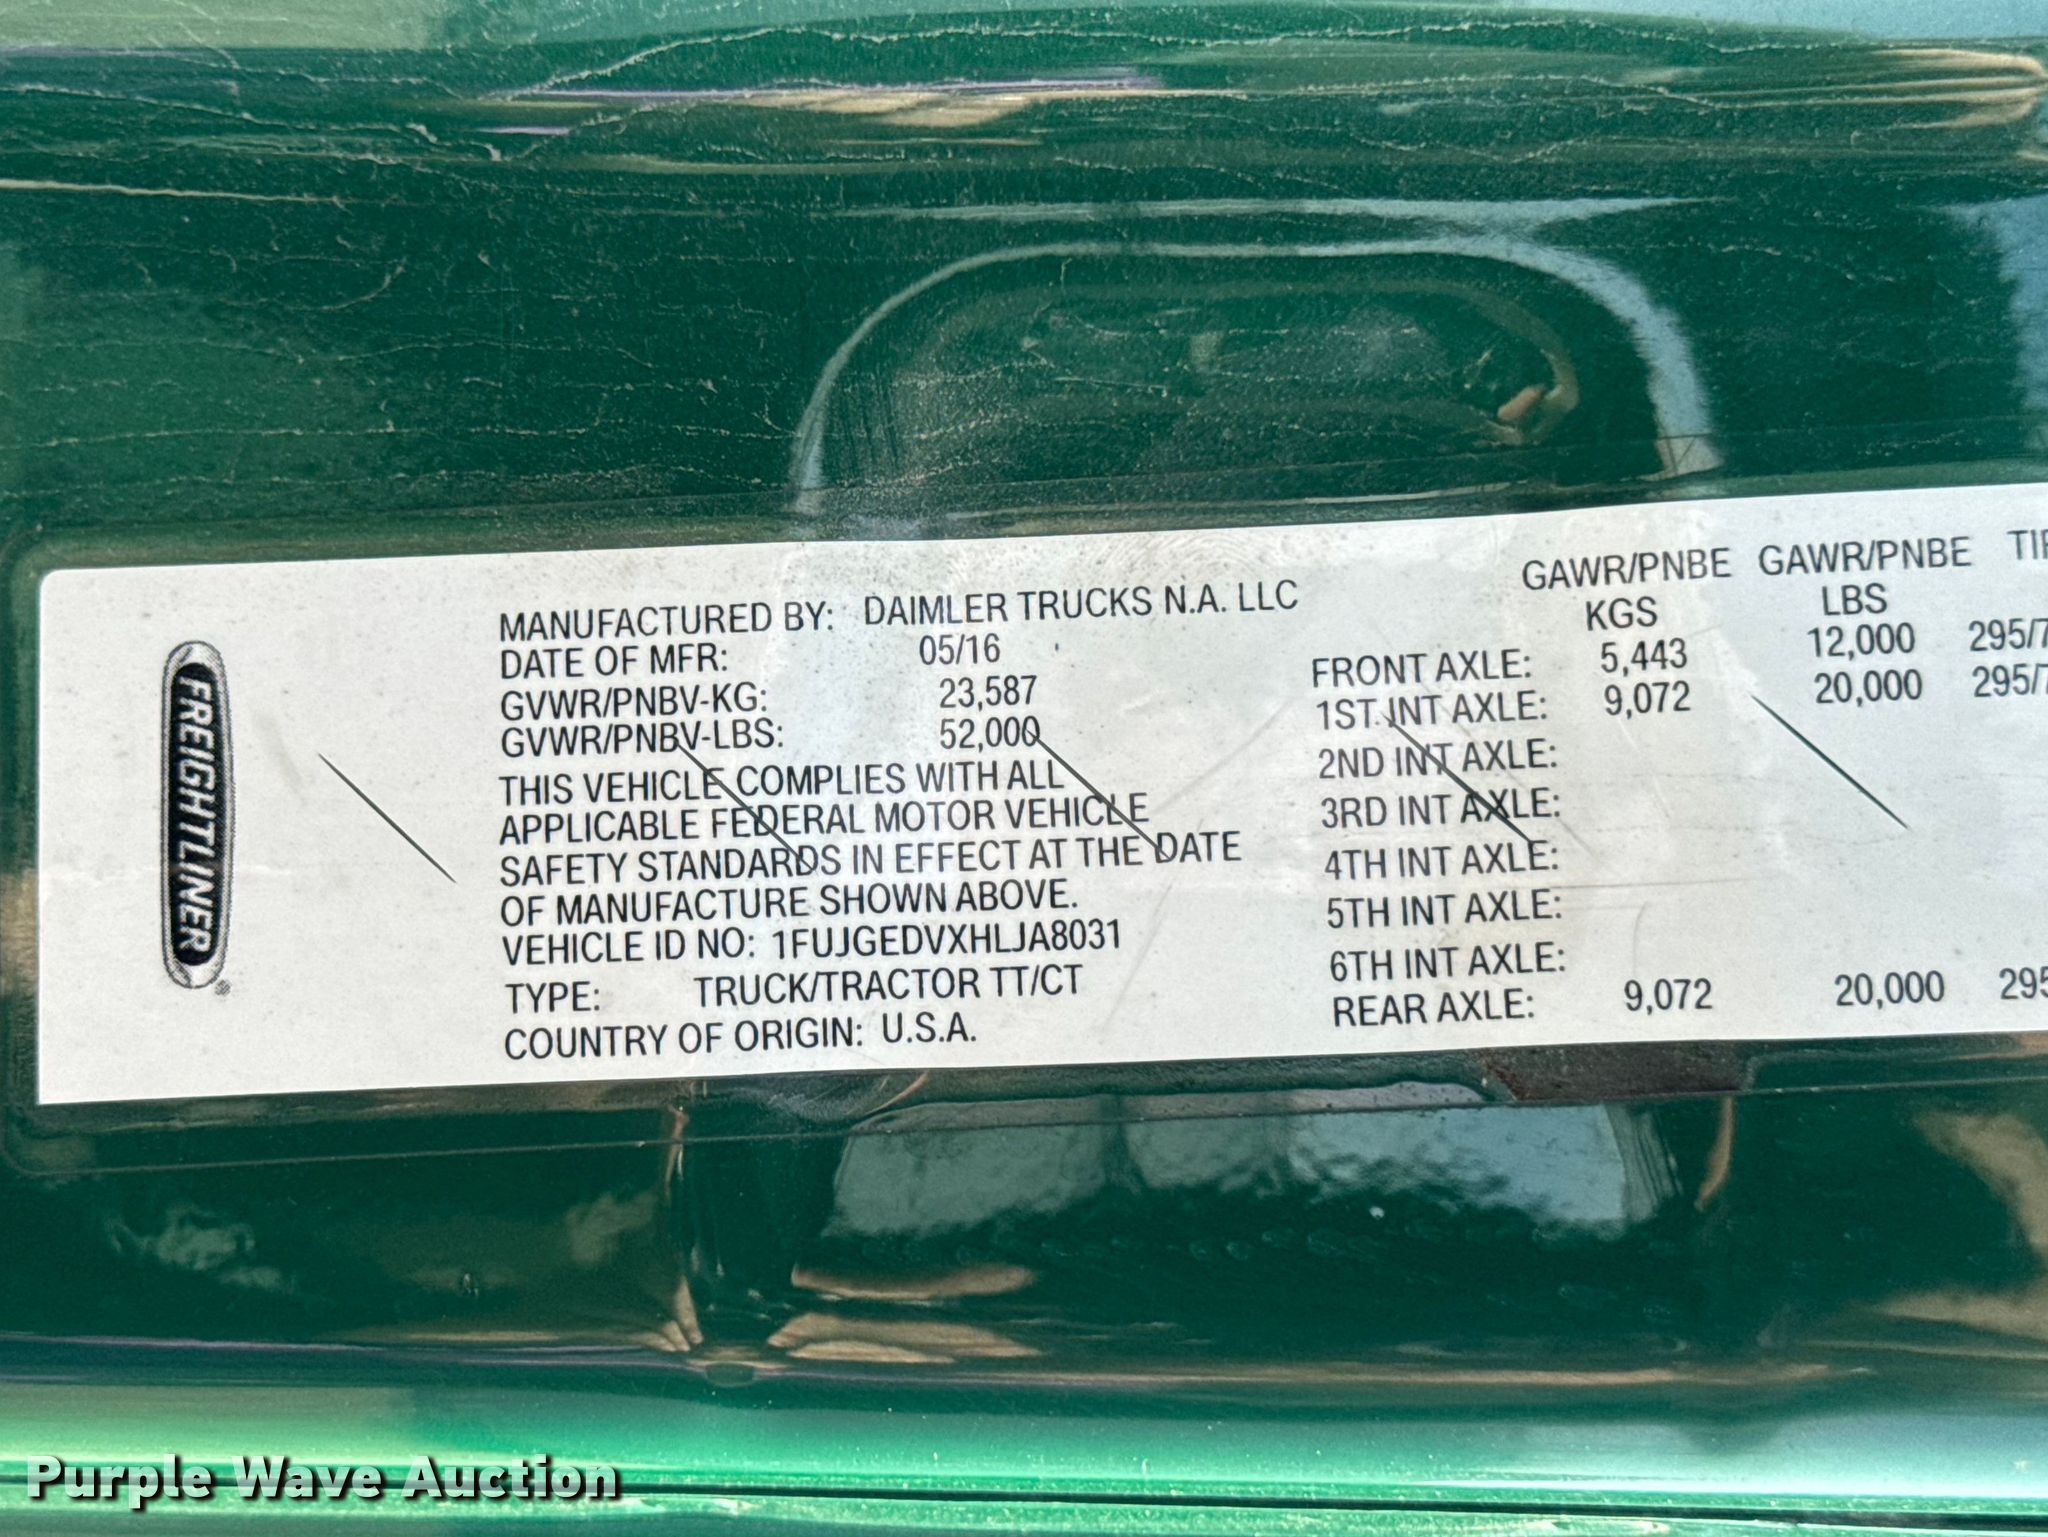 FREIGHTLINER®
MANUFACTURED BY: DAIMLER TRUCKS N.A. LLC
DATE OF MFR: 05/16
GVWR/PNBV-KG: 23,587
GVWR/PNBV-LBS: 52,000
THIS VEHICLE COMPLIES WITH ALL
APPLICABLE FEDERAL MOTOR VEHICLE
SAFETY STANDARDS IN EFFECT AT THE DATE
OF MANUFACTURE SHOWN ABOVE.
VEHICLE ID NO: 1FUJGEDVXHLJA8031
TYPE: TRUCK/TRACTOR TT/CT
COUNTRY OF ORIGIN: U.S.A.
GAWR/PNBE GAWR/PNBE
KGS LBS
FRONT AXLE: 5,443 12,000 295/7
1ST INT AXLE: 9,072 20,000 295/7
2ND INT AXLE:
3RD INT AXLE:
4TH INT AXLE:
5TH INT AXLE:
6TH INT AXLE:
REAR AXLE: 9,072 20,000 295
Purple Wave Auction